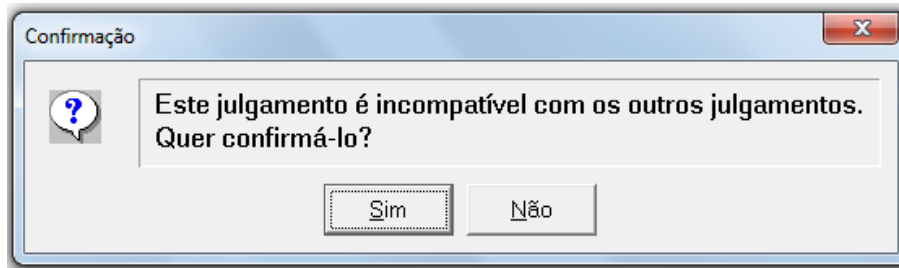 Confirmação
Este julgamento é incompatível com os outros julgamentos.
Quer confirmá-lo?
Sim Não